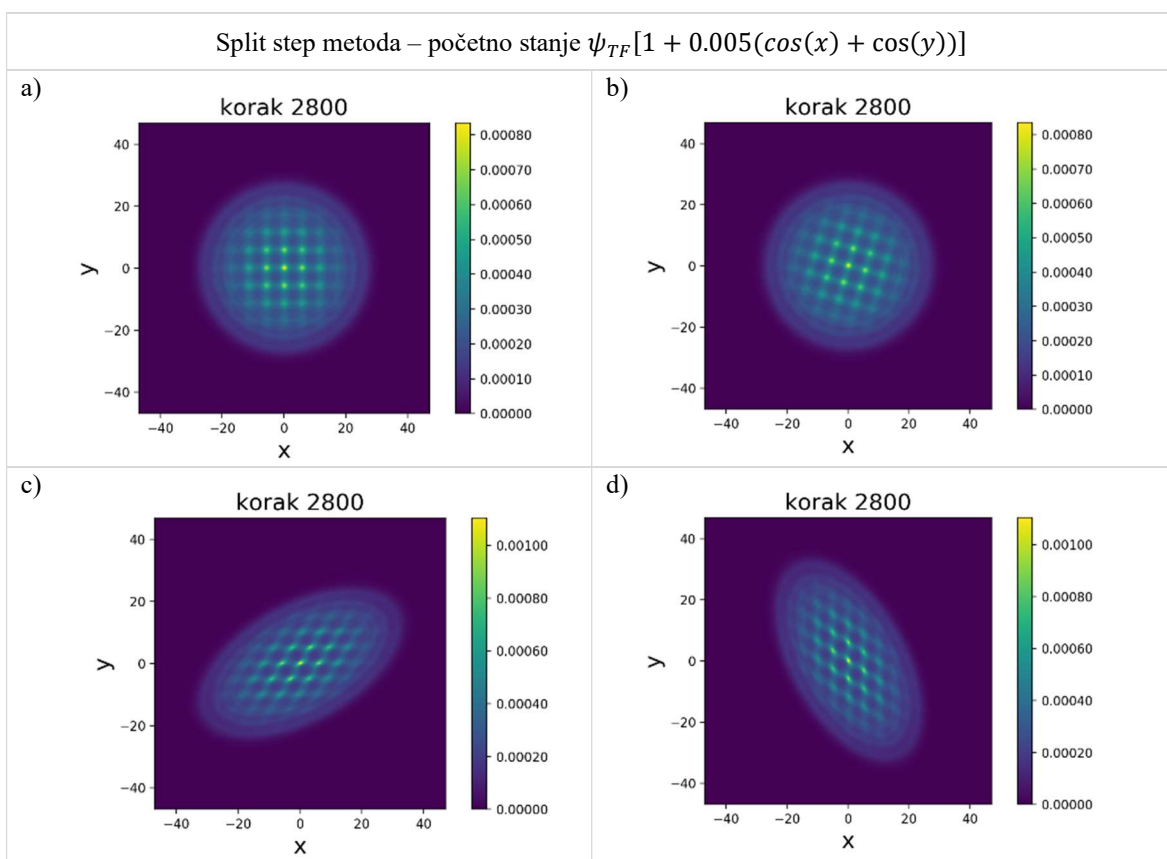 Split step metoda – početno stanje ψ_TF[1 + 0.005(cos(x) + cos(y))]
a)
korak 2800
40
20
0
−20
−40
y
−40 −20 0 20 40
x
0.00080
0.00070
0.00060
0.00050
0.00040
0.00030
0.00020
0.00010
0.00000
b)
korak 2800
40
20
0
−20
−40
y
−40 −20 0 20 40
x
0.00080
0.00070
0.00060
0.00050
0.00040
0.00030
0.00020
0.00010
0.00000
c)
korak 2800
40
20
0
−20
−40
y
−40 −20 0 20 40
x
0.00100
0.00080
0.00060
0.00040
0.00020
0.00000
d)
korak 2800
40
20
0
−20
−40
y
−40 −20 0 20 40
x
0.00100
0.00080
0.00060
0.00040
0.00020
0.00000